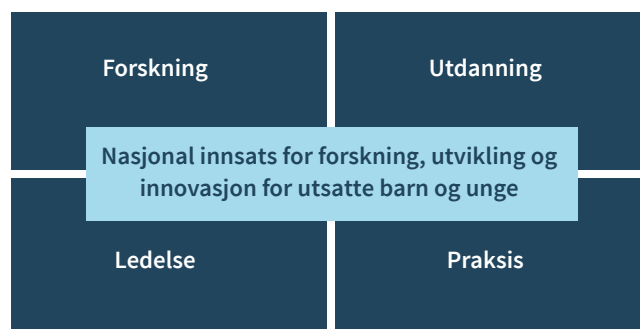 Forskning
Utdanning
Nasjonal innsats for forskning, utvikling og
innovasjon for utsatte barn og unge
Ledelse
Praksis